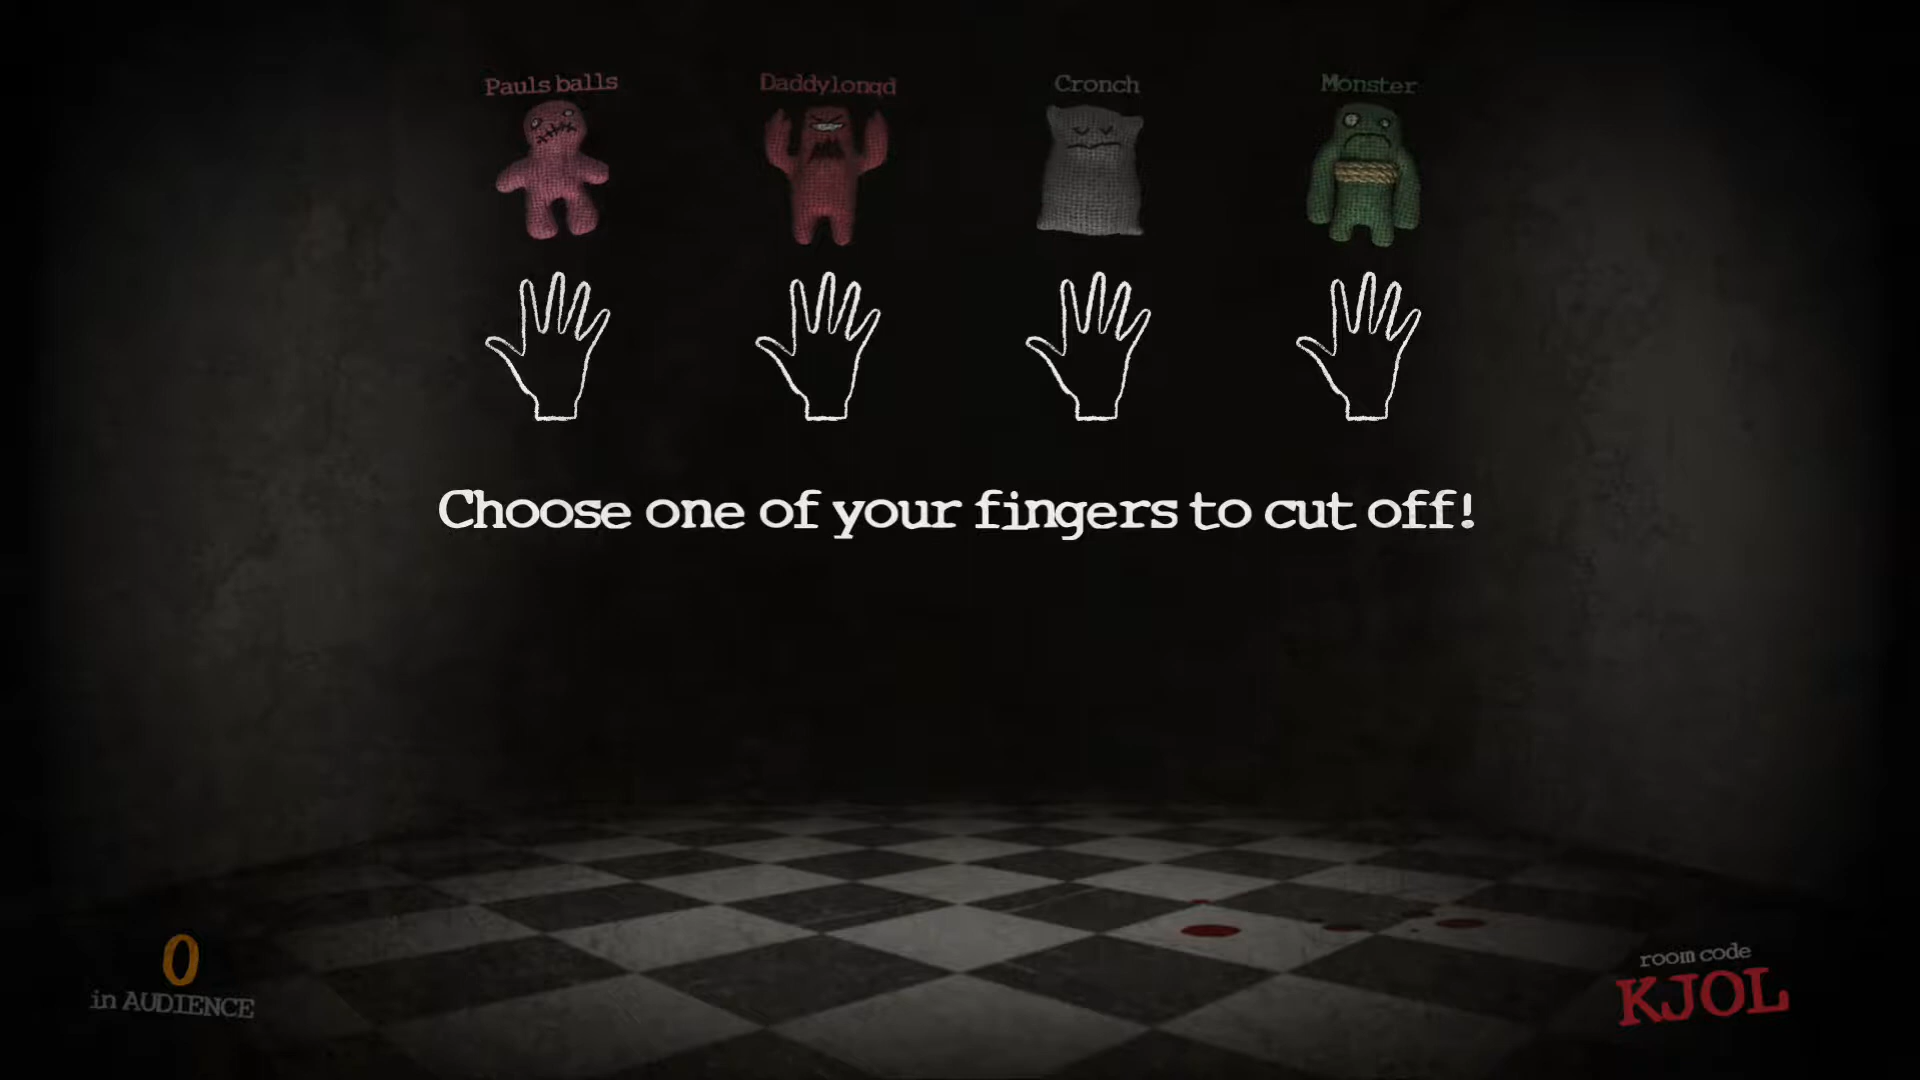 Pauls balls
Daddylongd
Cronch
Monster
Choose one of your fingers to cut off!
0
in AUDIENCE
room code
KJOL